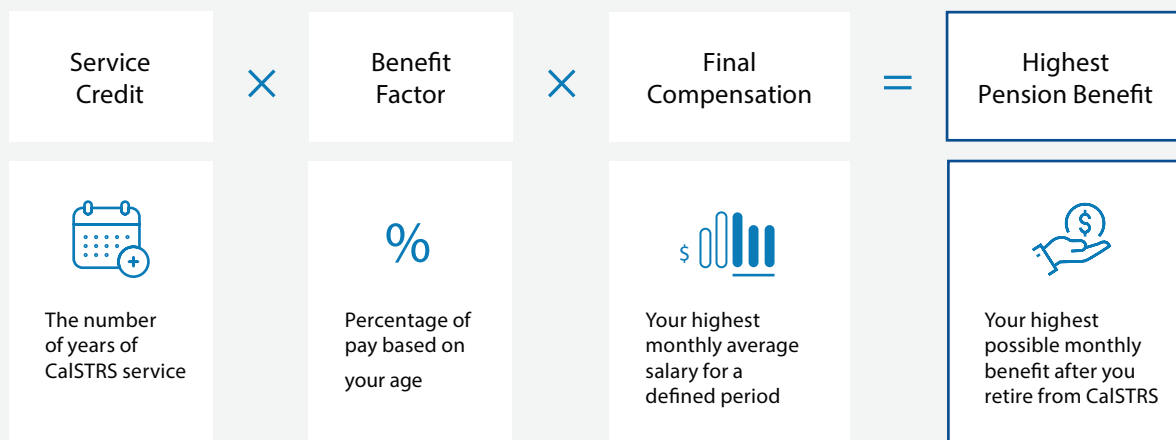 Service
Credit
×
Benefit
Factor
×
Final
Compensation
=
Highest
Pension Benefit
The number
of years of
CalSTRS service
%
Percentage of
pay based on
your age
$
Your highest
monthly average
salary for a
defined period
$
Your highest
possible monthly
benefit after you
retire from CalSTRS